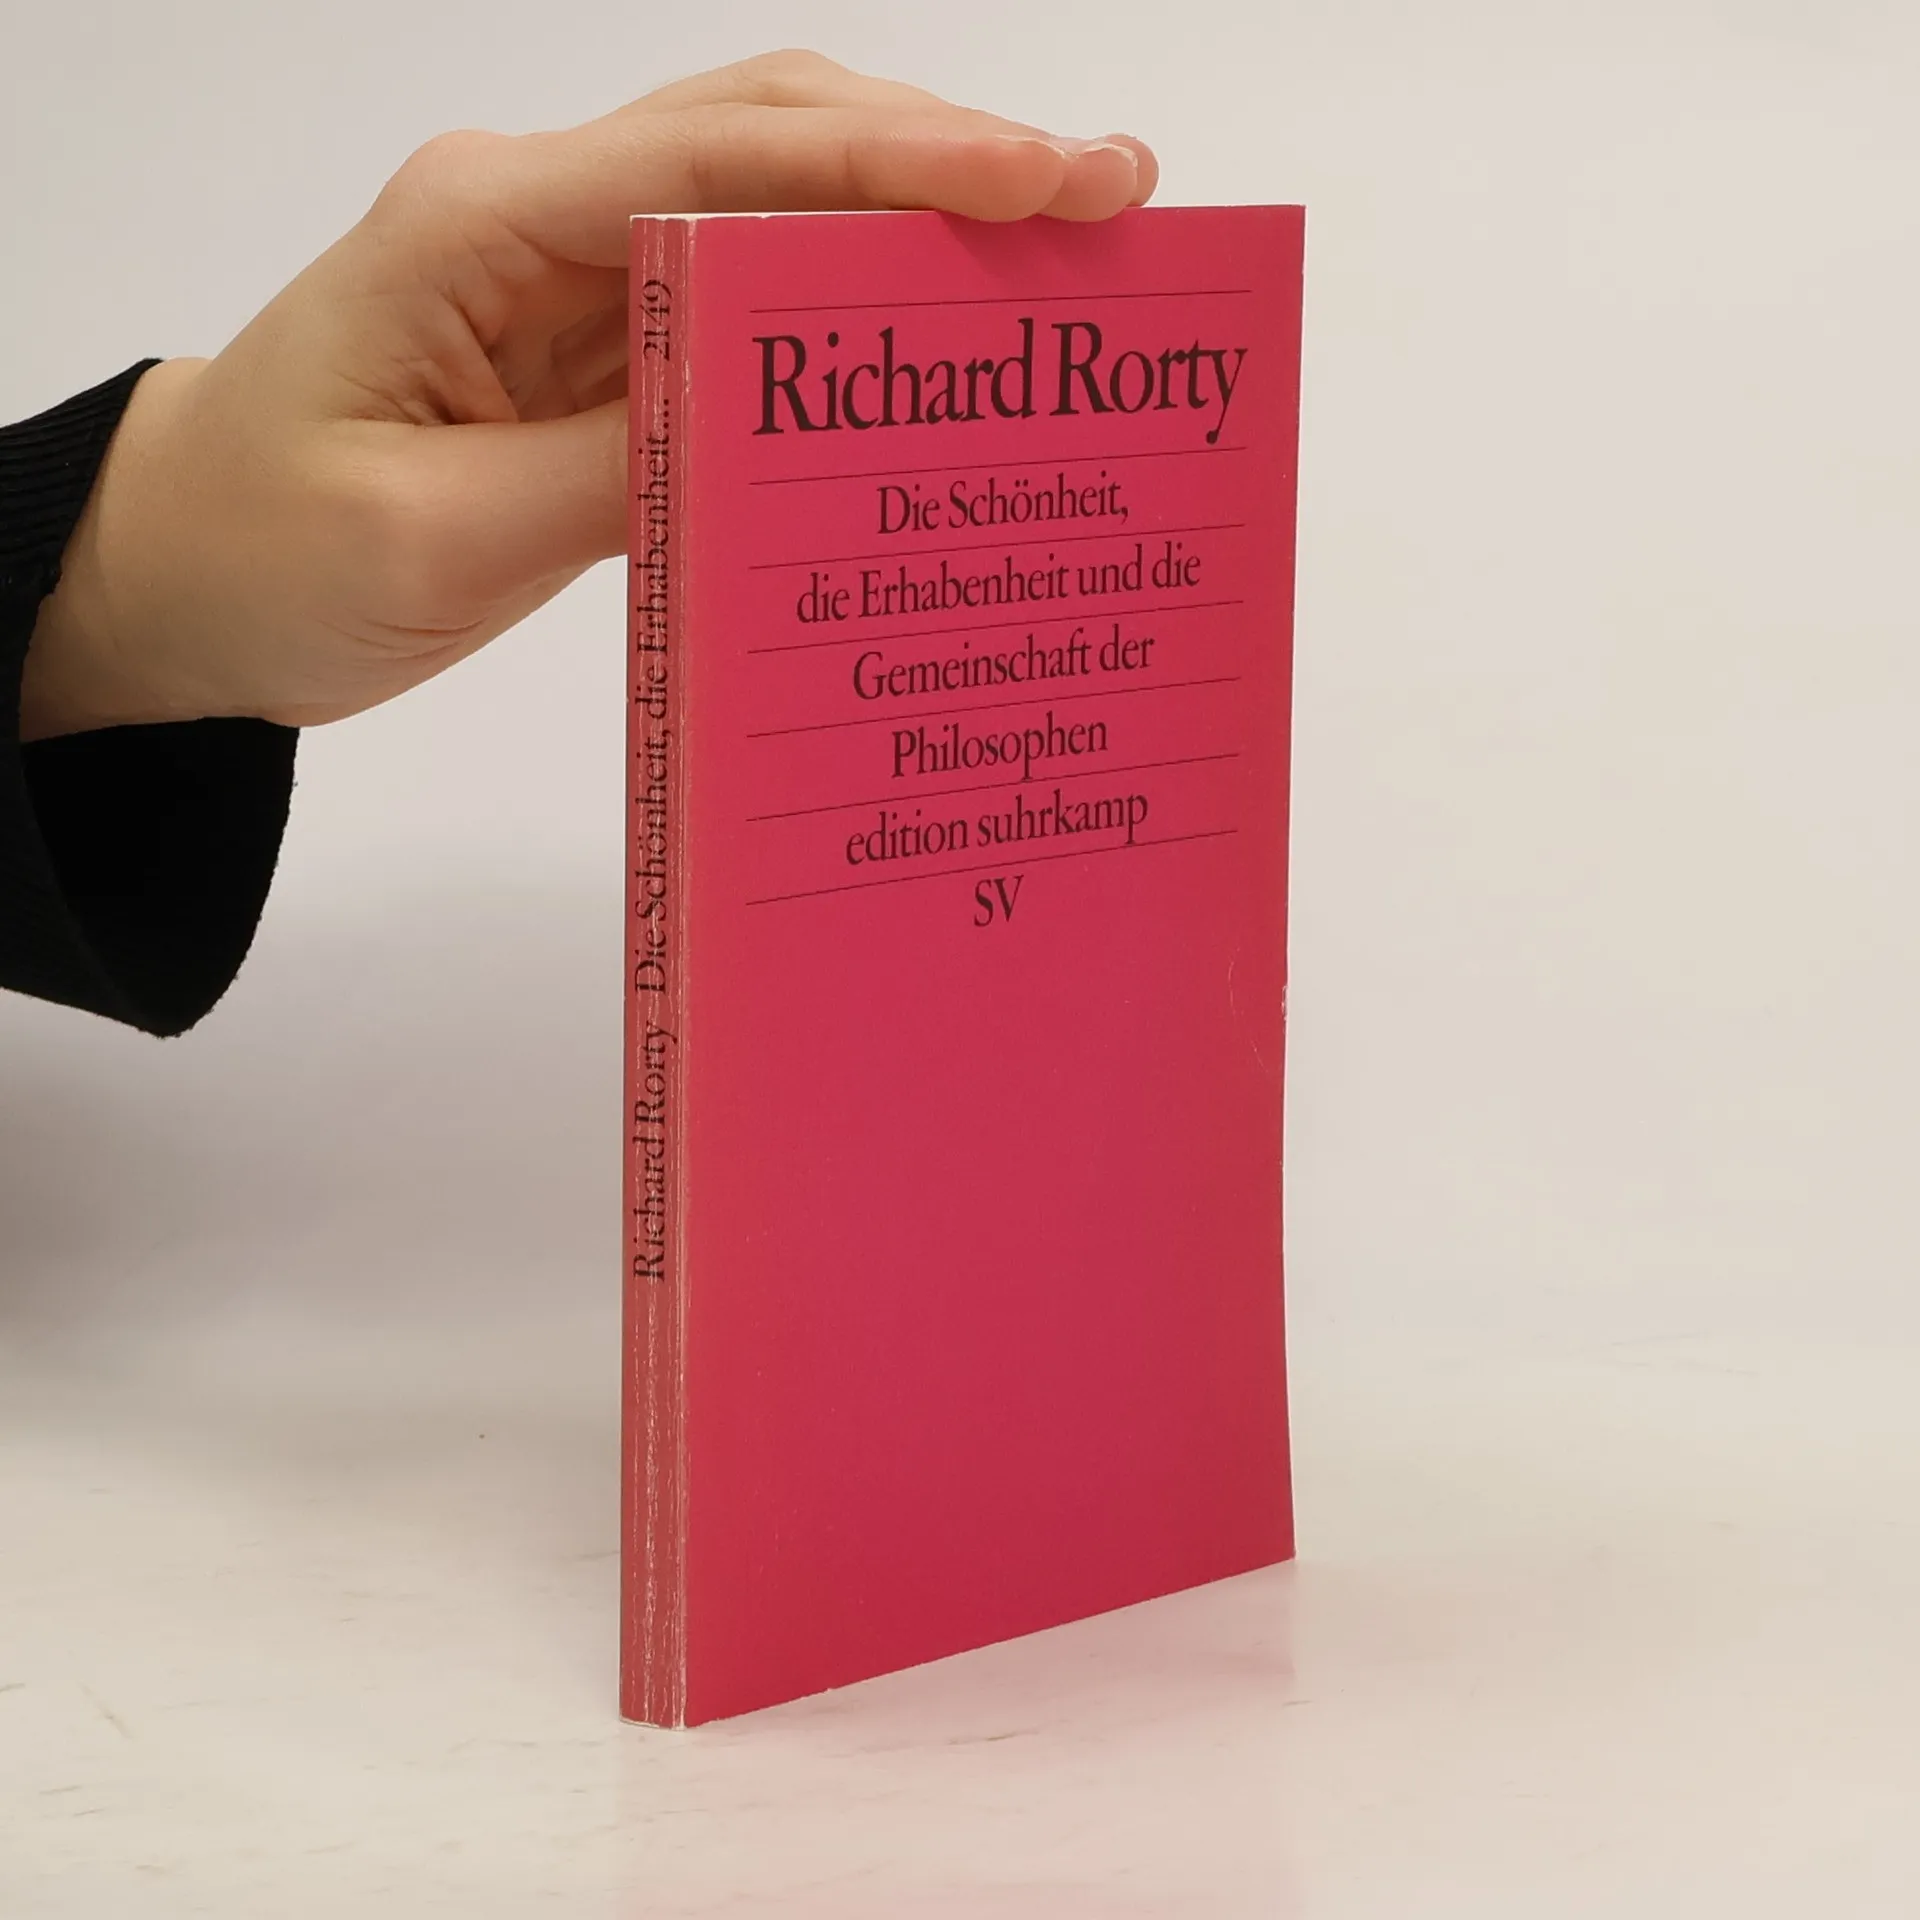 Richard Rorty
Die Schönheit,
die Erhabenheit und die
Gemeinschaft der
Philosophen
edition suhrkamp
SV
Richard Rorty Die Schönheit, die Erhabenheit... 2149